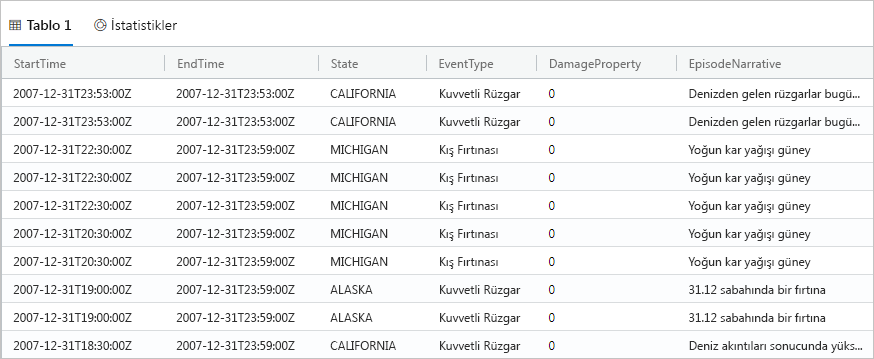 Tablo 1 İstatistikler
StartTime EndTime State EventType DamageProperty EpisodeNarrative
2007-12-31T23:53:00Z 2007-12-31T23:53:00Z CALIFORNIA Kuvvetli Rüzgar 0 Denizden gelen rüzgarlar bugü...
2007-12-31T23:53:00Z 2007-12-31T23:53:00Z CALIFORNIA Kuvvetli Rüzgar 0 Denizden gelen rüzgarlar bugü...
2007-12-31T22:30:00Z 2007-12-31T23:59:00Z MICHIGAN Kış Fırtınası 0 Yoğun kar yağışı güney
2007-12-31T22:30:00Z 2007-12-31T23:59:00Z MICHIGAN Kış Fırtınası 0 Yoğun kar yağışı güney
2007-12-31T22:30:00Z 2007-12-31T23:59:00Z MICHIGAN Kış Fırtınası 0 Yoğun kar yağışı güney
2007-12-31T20:30:00Z 2007-12-31T23:59:00Z MICHIGAN Kış Fırtınası 0 Yoğun kar yağışı güney
2007-12-31T20:30:00Z 2007-12-31T23:59:00Z MICHIGAN Kış Fırtınası 0 Yoğun kar yağışı güney
2007-12-31T19:00:00Z 2007-12-31T23:59:00Z ALASKA Kuvvetli Rüzgar 0 31.12 sabahında bir fırtına
2007-12-31T19:00:00Z 2007-12-31T23:59:00Z ALASKA Kuvvetli Rüzgar 0 31.12 sabahında bir fırtına
2007-12-31T18:30:00Z 2007-12-31T23:59:00Z CALIFORNIA Kuvvetli Rüzgar 0 Deniz akıntıları sonucunda yüks...